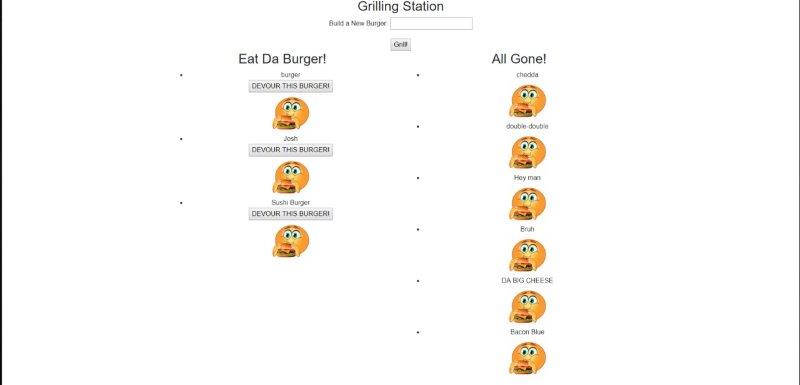 Grilling Station
Build a New Burger
Grill!
Eat Da Burger!
burger
DEVOUR THIS BURGER!
Josh
DEVOUR THIS BURGER!
Sushi Burger
DEVOUR THIS BURGER!
All Gone!
chedda
double-double
Hey man
Bruh
DA BIG CHEESE
Bacon Blue